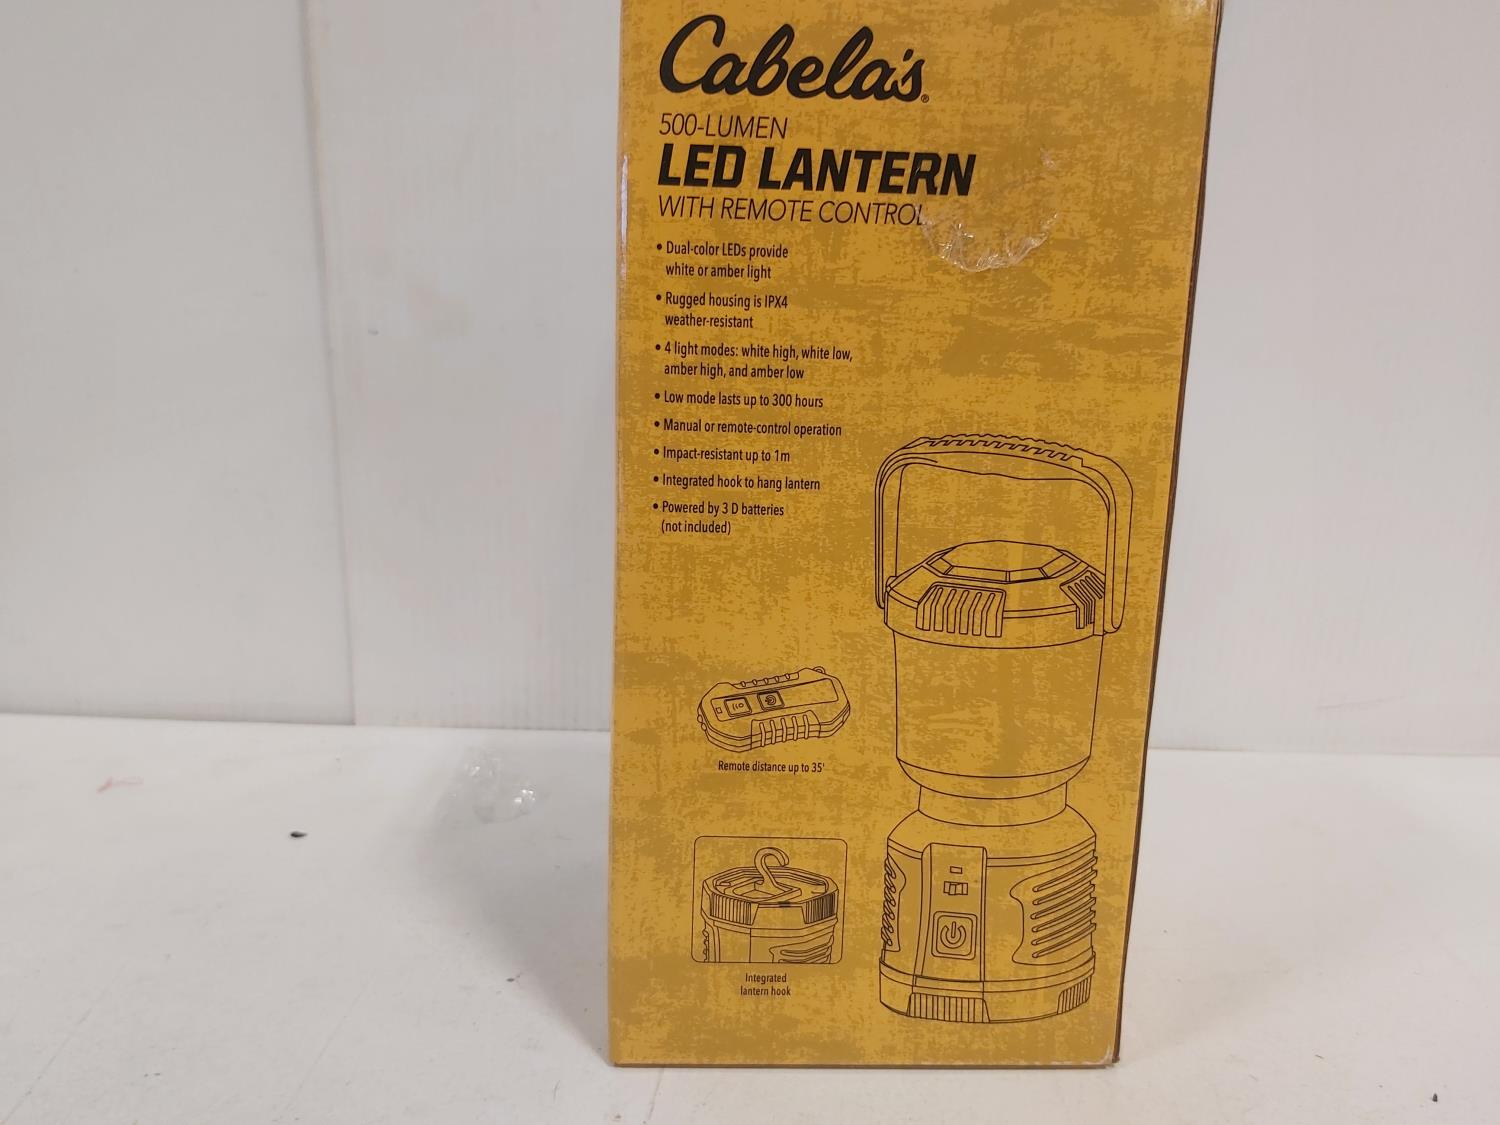 Cabela's®
500-LUMEN
LED LANTERN
WITH REMOTE CONTROL
• Dual-color LEDs provide
white or amber light
• Rugged housing is IPX4
weather-resistant
• 4 light modes: white high, white low,
amber high, and amber low
• Low mode lasts up to 300 hours
• Manual or remote-control operation
• Impact-resistant up to 1m
• Integrated hook to hang lantern
• Powered by 3 D batteries
(not included)
Remote distance up to 35'
Integrated
lantern hook